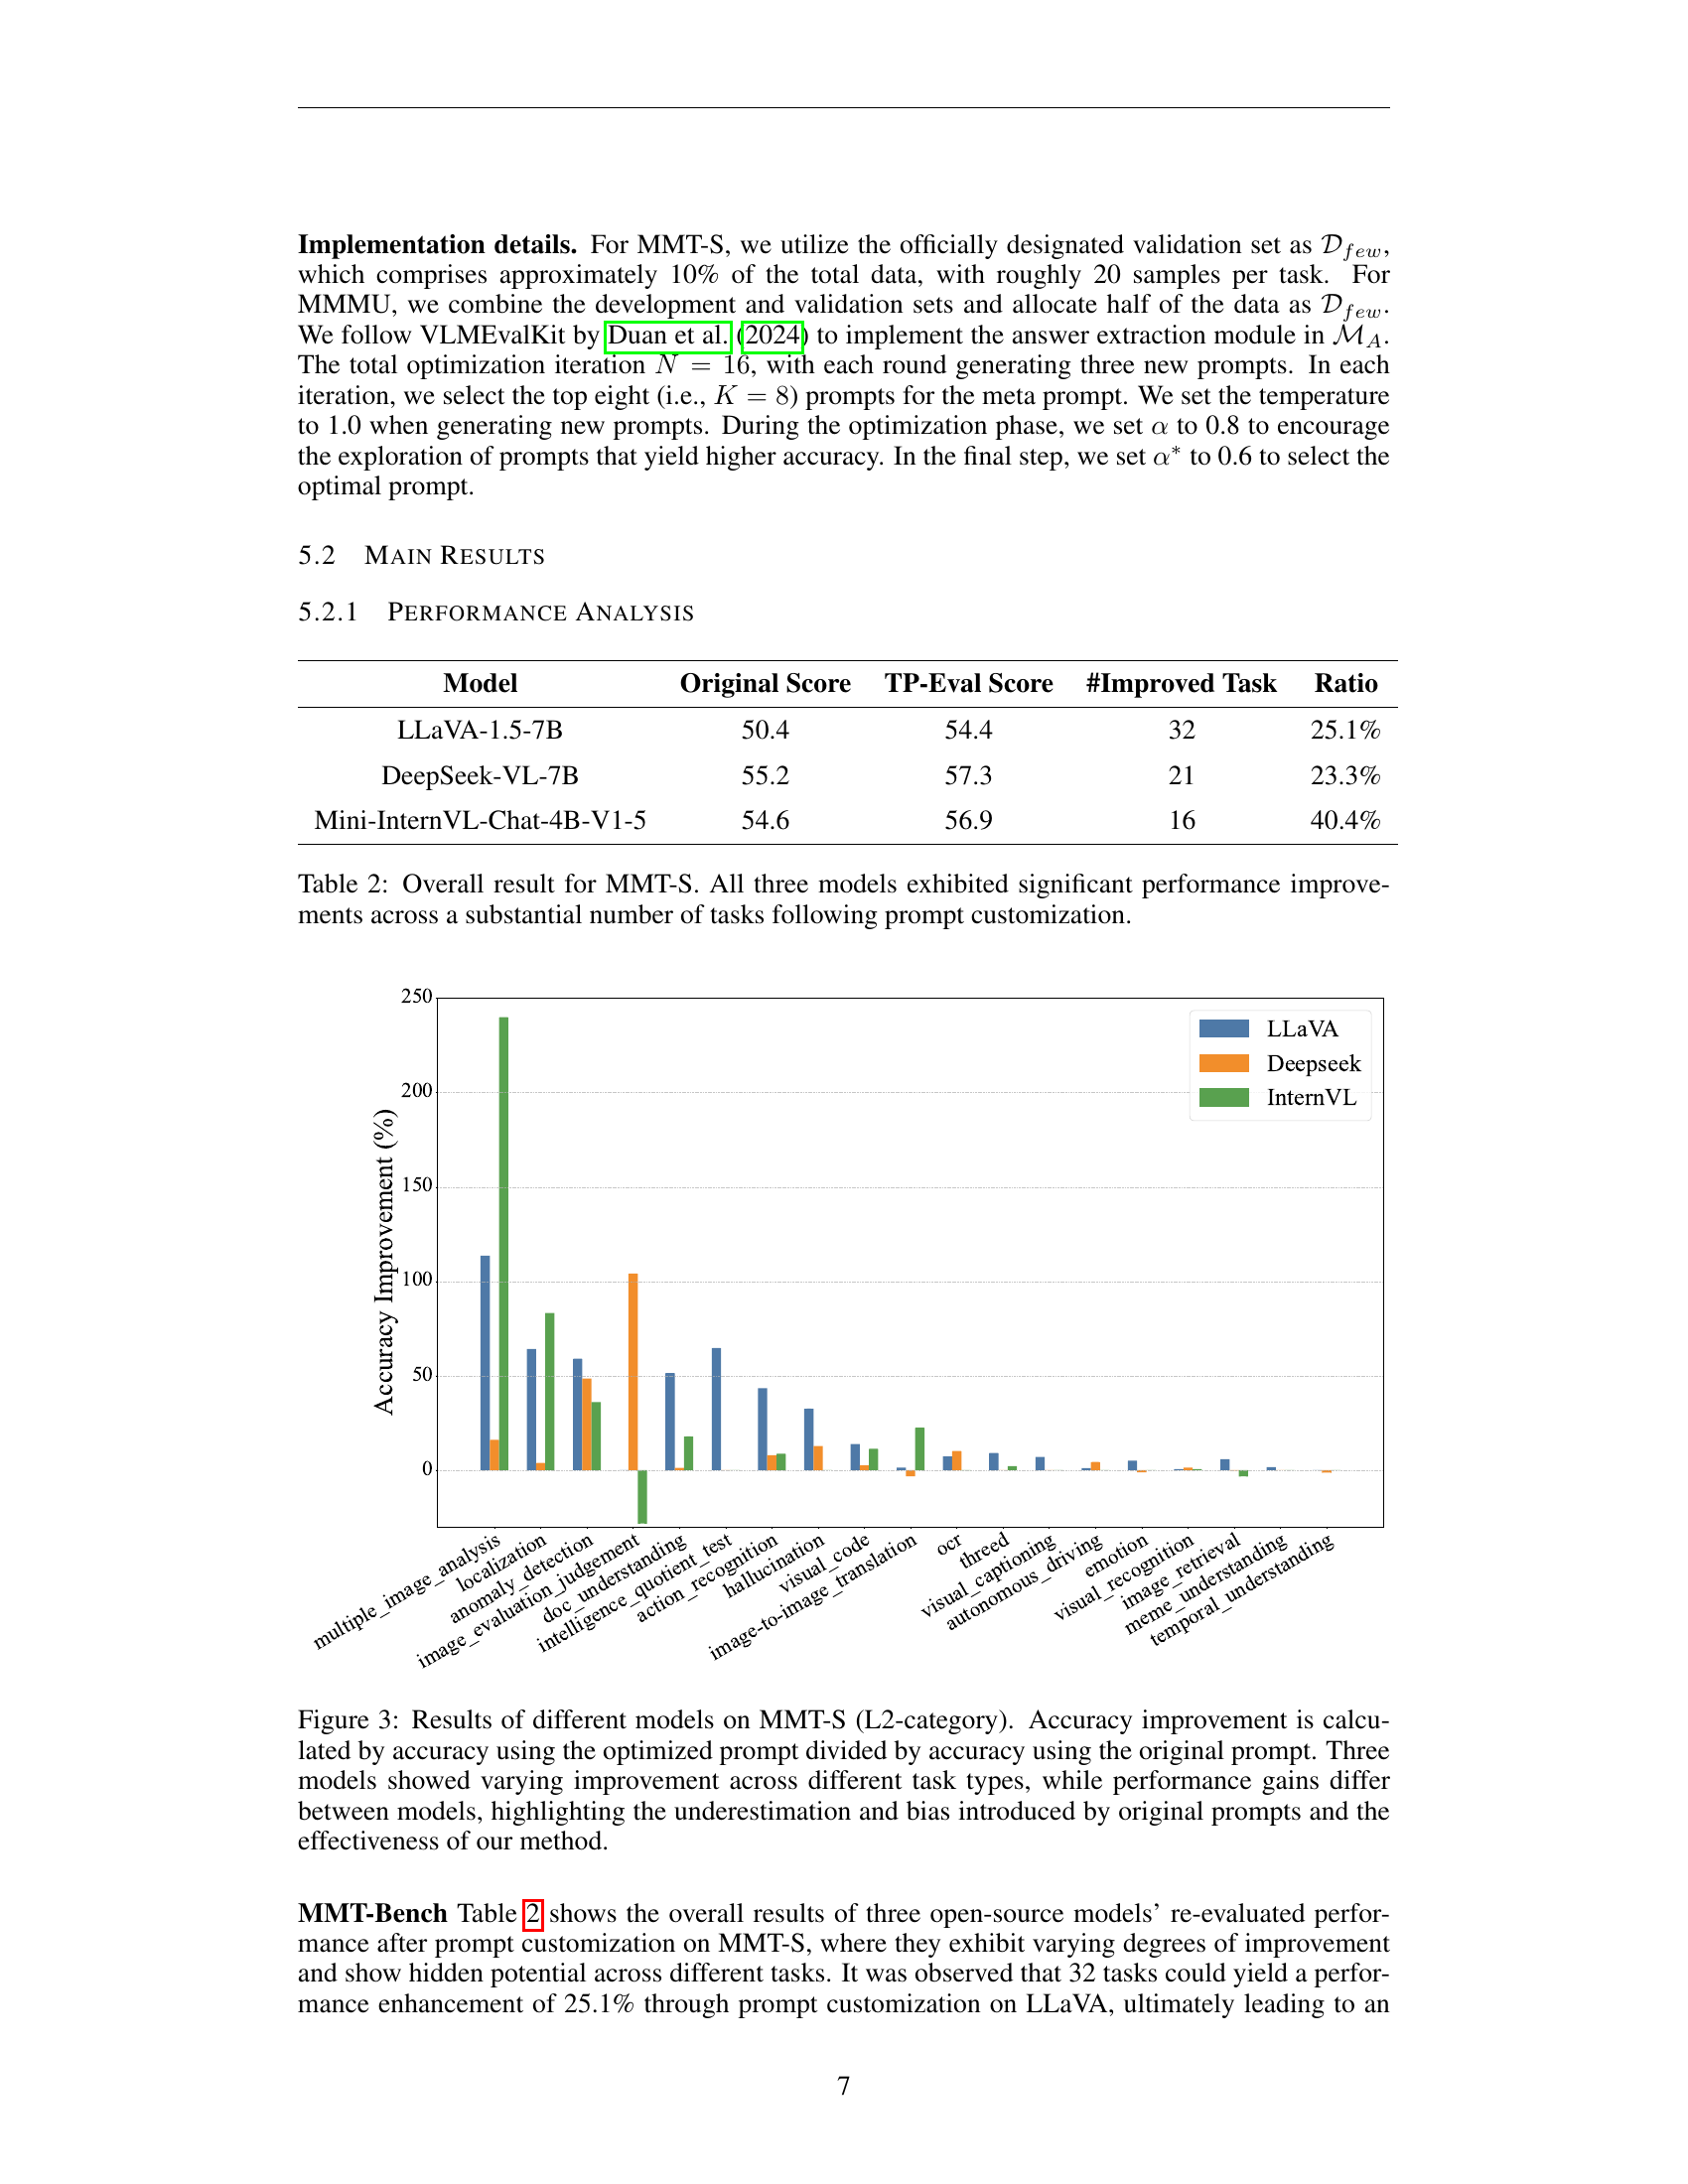 Implementation details. For MMT-S, we utilize the officially designated validation set as 𝒟few,
which comprises approximately 10% of the total data, with roughly 20 samples per task. For
MMMU, we combine the development and validation sets and allocate half of the data as 𝒟few.
We follow VLMEvalKit by Duan et al. (2024) to implement the answer extraction module in ℳA.
The total optimization iteration N = 16, with each round generating three new prompts. In each
iteration, we select the top eight (i.e., K = 8) prompts for the meta prompt. We set the temperature
to 1.0 when generating new prompts. During the optimization phase, we set α to 0.8 to encourage
the exploration of prompts that yield higher accuracy. In the final step, we set α* to 0.6 to select the
optimal prompt.
5.2 MAIN RESULTS
5.2.1 PERFORMANCE ANALYSIS
Model Original Score TP-Eval Score #Improved Task Ratio
LLaVA-1.5-7B 50.4 54.4 32 25.1%
DeepSeek-VL-7B 55.2 57.3 21 23.3%
Mini-InternVL-Chat-4B-V1-5 54.6 56.9 16 40.4%
Table 2: Overall result for MMT-S. All three models exhibited significant performance improve-
ments across a substantial number of tasks following prompt customization.
250
200
150
100
50
0
Accuracy Improvement (%)
LLaVA
Deepseek
InternVL
multiple_image_analysis
localization
anomaly_detection
image_evaluation_judgement
doc_understanding
intelligence_quotient_test
action_recognition
hallucination
visual_code
image-to-image_translation
ocr
threed
visual_captioning
autonomous_driving
emotion
visual_recognition
image_retrieval
meme_understanding
temporal_understanding
Figure 3: Results of different models on MMT-S (L2-category). Accuracy improvement is calcu-
lated by accuracy using the optimized prompt divided by accuracy using the original prompt. Three
models showed varying improvement across different task types, while performance gains differ
between models, highlighting the underestimation and bias introduced by original prompts and the
effectiveness of our method.
MMT-Bench Table 2 shows the overall results of three open-source models' re-evaluated perfor-
mance after prompt customization on MMT-S, where they exhibit varying degrees of improvement
and show hidden potential across different tasks. It was observed that 32 tasks could yield a perfor-
mance enhancement of 25.1% through prompt customization on LLaVA, ultimately leading to an
7